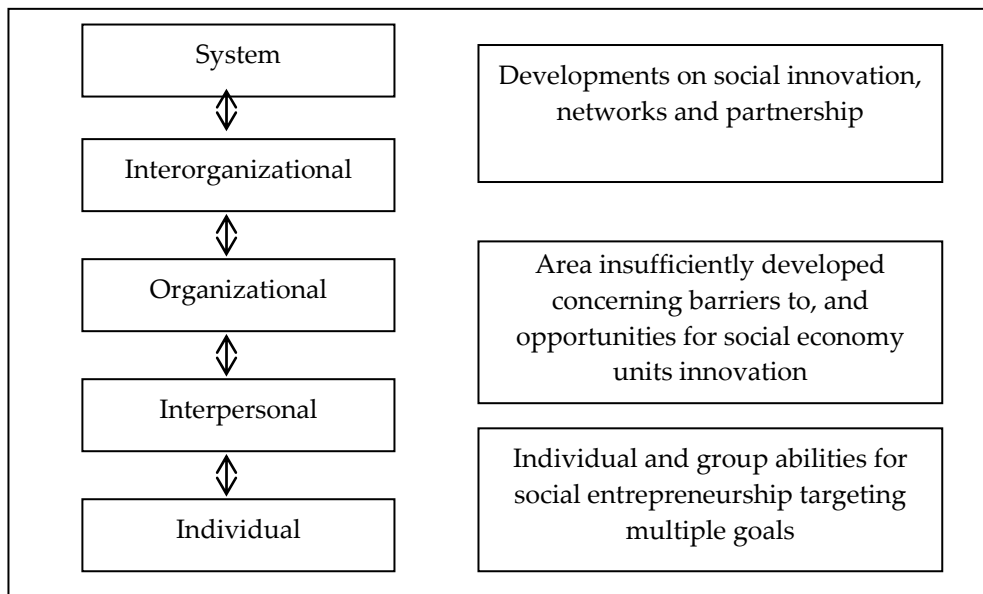 System
Interorganizational
Organizational
Interpersonal
Individual
Developments on social innovation,
networks and partnership
Area insufficiently developed
concerning barriers to, and
opportunities for social economy
units innovation
Individual and group abilities for
social entrepreneurship targeting
multiple goals